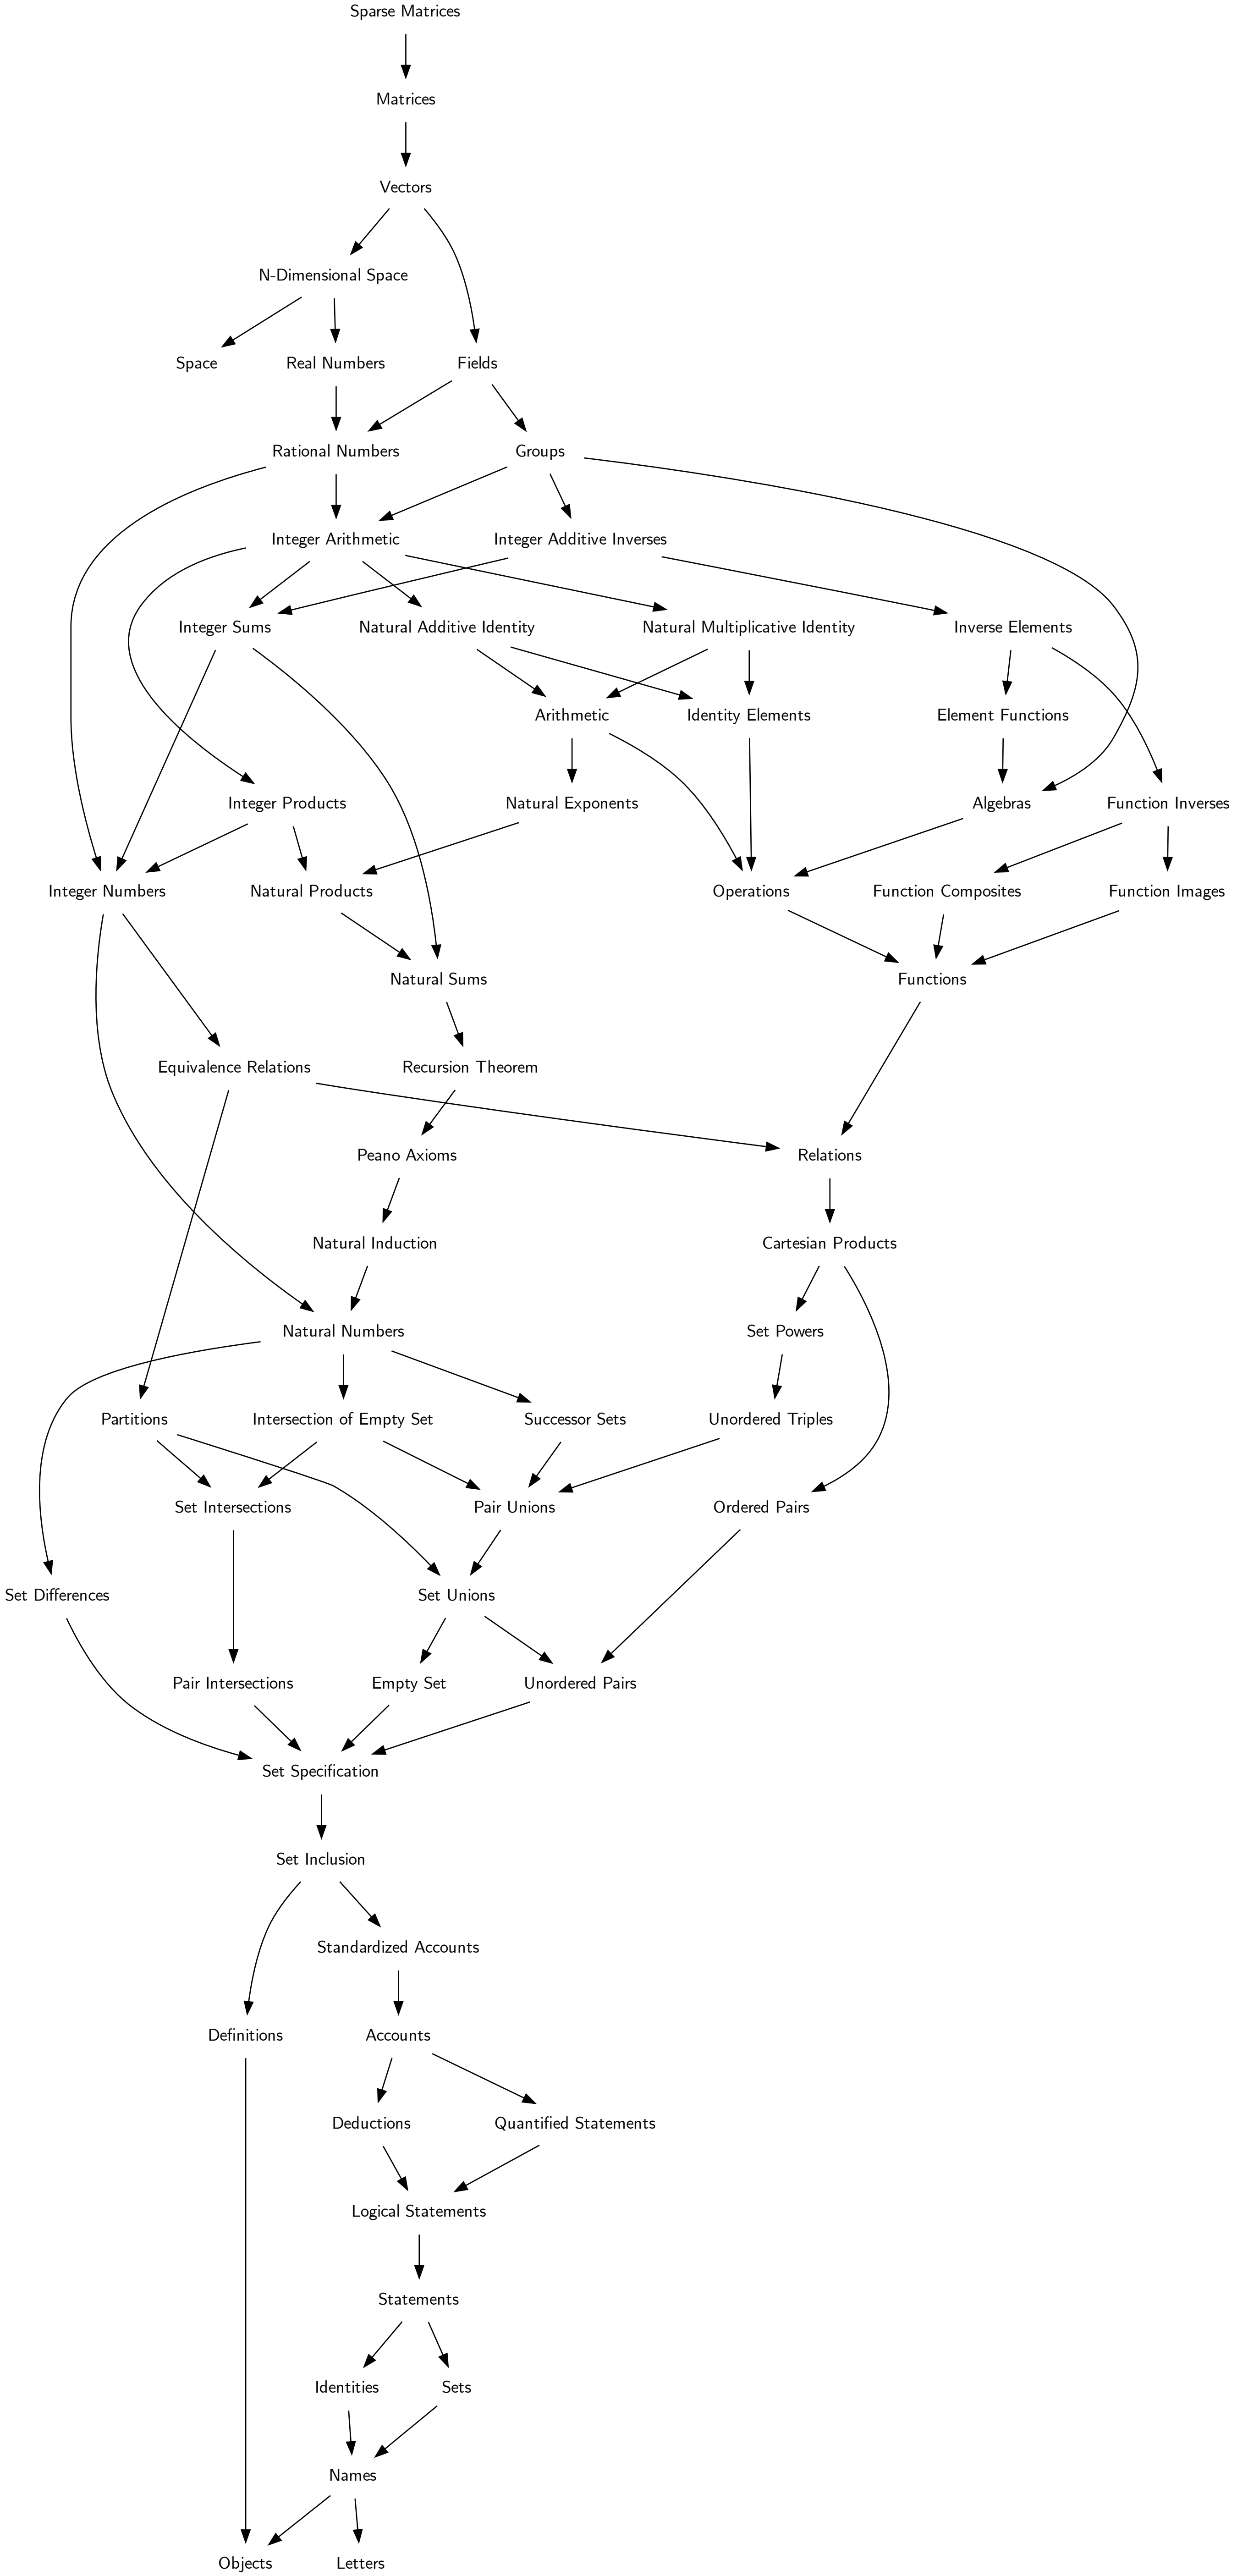 Sparse Matrices
Matrices
Vectors
N-Dimensional Space
Space
Real Numbers
Fields
Rational Numbers
Groups
Integer Arithmetic
Integer Additive Inverses
Integer Sums
Natural Additive Identity
Natural Multiplicative Identity
Inverse Elements
Arithmetic
Identity Elements
Element Functions
Integer Products
Natural Exponents
Algebras
Function Inverses
Integer Numbers
Natural Products
Operations
Function Composites
Function Images
Natural Sums
Functions
Equivalence Relations
Recursion Theorem
Peano Axioms
Relations
Natural Induction
Cartesian Products
Natural Numbers
Set Powers
Partitions
Intersection of Empty Set
Successor Sets
Unordered Triples
Set Intersections
Pair Unions
Ordered Pairs
Set Differences
Set Unions
Pair Intersections
Empty Set
Unordered Pairs
Set Specification
Set Inclusion
Standardized Accounts
Definitions
Accounts
Deductions
Quantified Statements
Logical Statements
Statements
Identities
Sets
Names
Objects
Letters